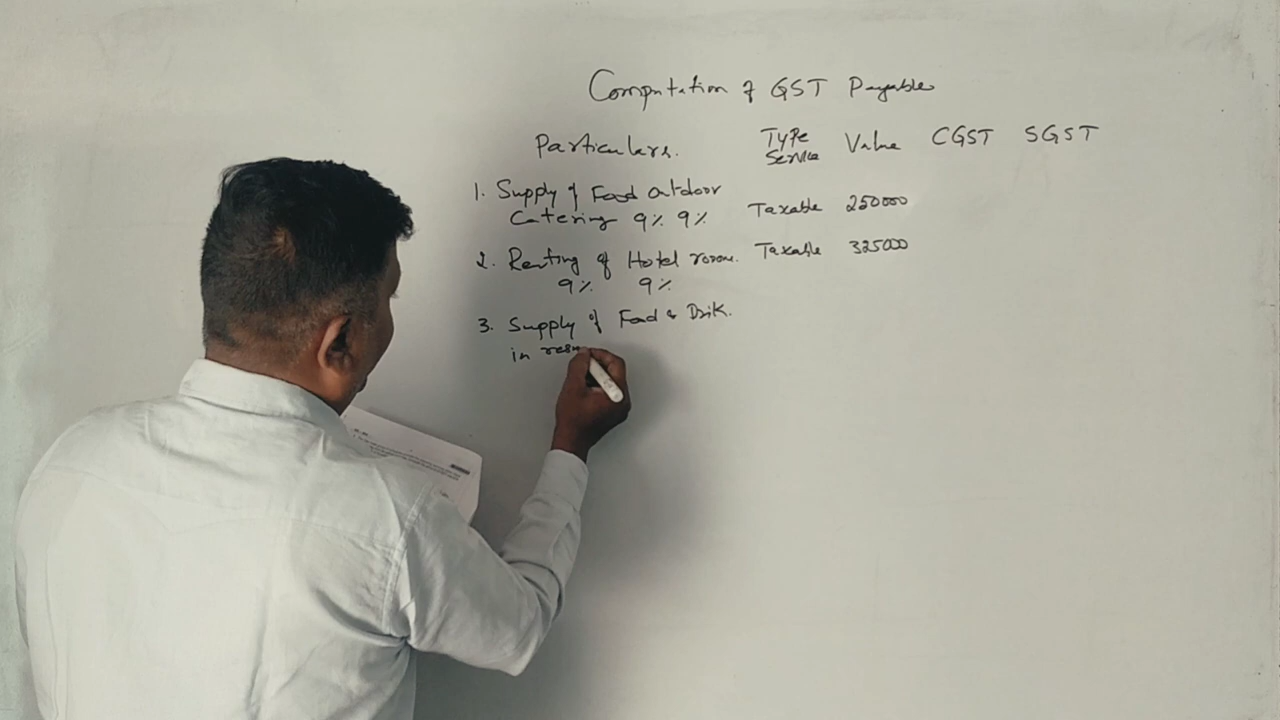 Computation of GST Payable
Particulars. Type Service Value CGST SGST
1. Supply of Food outdoor
Catering 9% 9% Taxable 250000
2. Renting of Hotel room. Taxable 325000
9% 9%
3. Supply of Food & Drik.
in